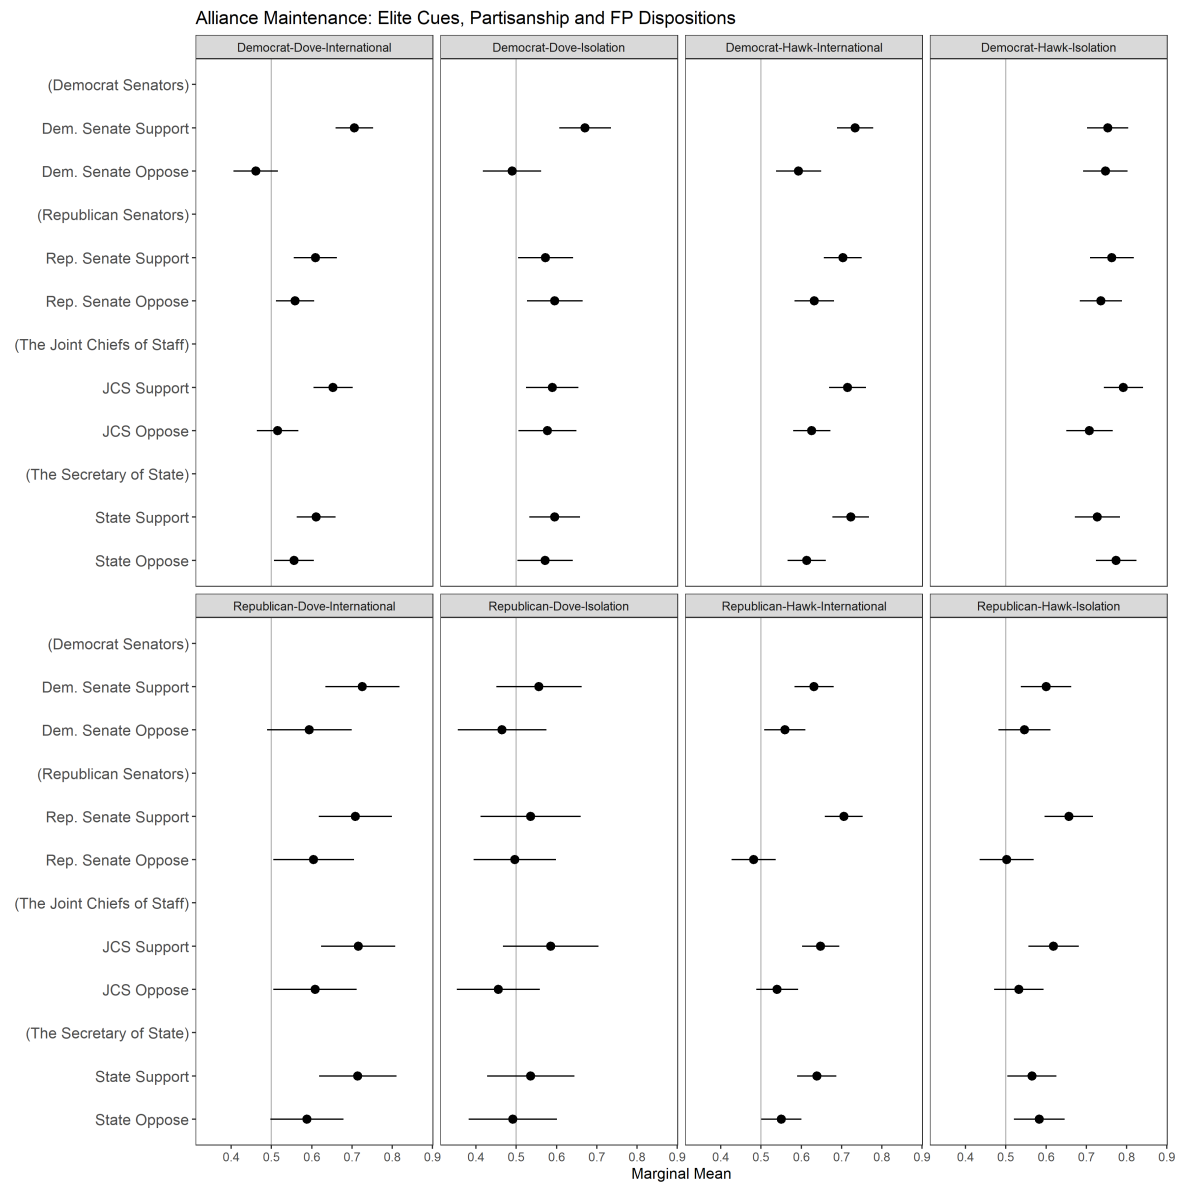 Alliance Maintenance: Elite Cues, Partisanship and FP Dispositions
Democrat-Dove-International
Democrat-Dove-Isolation
Democrat-Hawk-International
Democrat-Hawk-Isolation
(Democrat Senators)
Dem. Senate Support
Dem. Senate Oppose
(Republican Senators)
Rep. Senate Support
Rep. Senate Oppose
(The Joint Chiefs of Staff)
JCS Support
JCS Oppose
(The Secretary of State)
State Support
State Oppose
Republican-Dove-International
Republican-Dove-Isolation
Republican-Hawk-International
Republican-Hawk-Isolation
(Democrat Senators)
Dem. Senate Support
Dem. Senate Oppose
(Republican Senators)
Rep. Senate Support
Rep. Senate Oppose
(The Joint Chiefs of Staff)
JCS Support
JCS Oppose
(The Secretary of State)
State Support
State Oppose
0.4 0.5 0.6 0.7 0.8 0.9
0.4 0.5 0.6 0.7 0.8 0.9
0.4 0.5 0.6 0.7 0.8 0.9
0.4 0.5 0.6 0.7 0.8 0.9
Marginal Mean